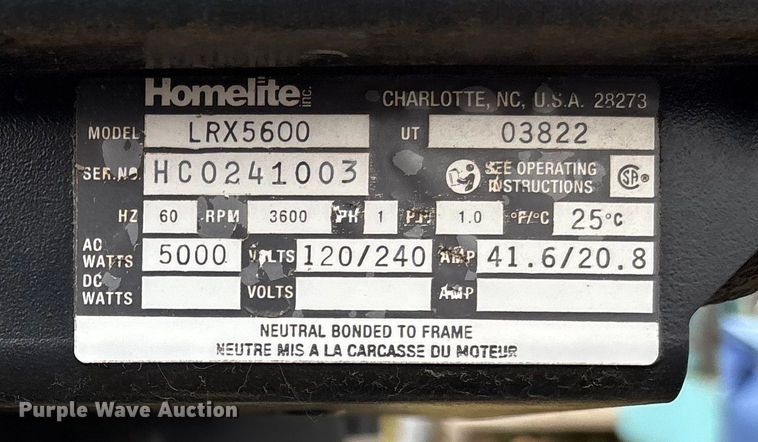 Homelite inc. CHARLOTTE, NC, U.S.A. 28273
MODEL LRX5600 UT 03822
SER.NO. HC0241003 SEE OPERATING INSTRUCTIONS SA ®
HZ 60 RPM 3600 PH 1 P.F. 1.0 °F/°C 25°C
AC WATTS 5000 VOLTS 120/240 AMP 41.6/20.8
DC WATTS VOLTS AMP
NEUTRAL BONDED TO FRAME
NEUTRE MIS A LA CARCASSE DU MOTEUR
Purple Wave Auction